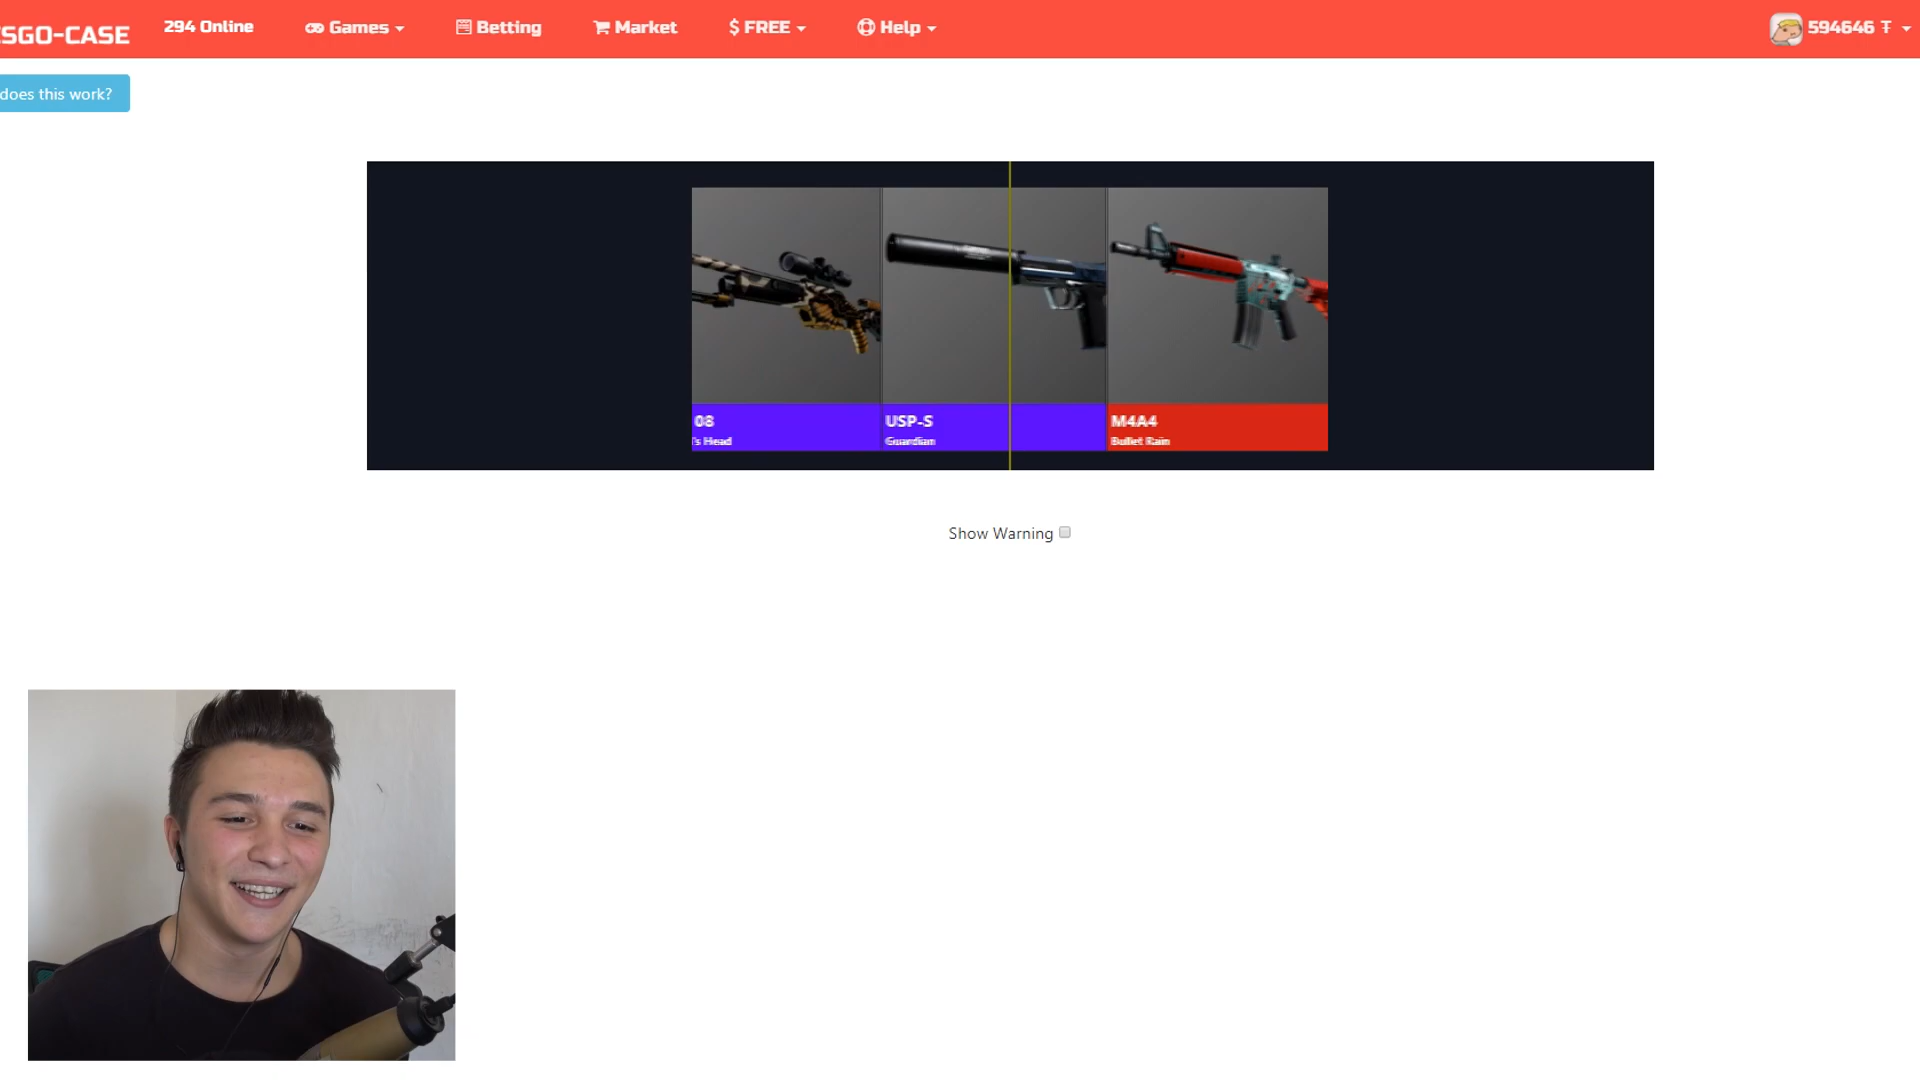 SGO-CASE
294 Online
Games
Betting
Market
$ FREE
Help
594646 Ŧ
does this work?
08
's Head
USP-S
Guardian
M4A4
Bullet Rain
Show Warning